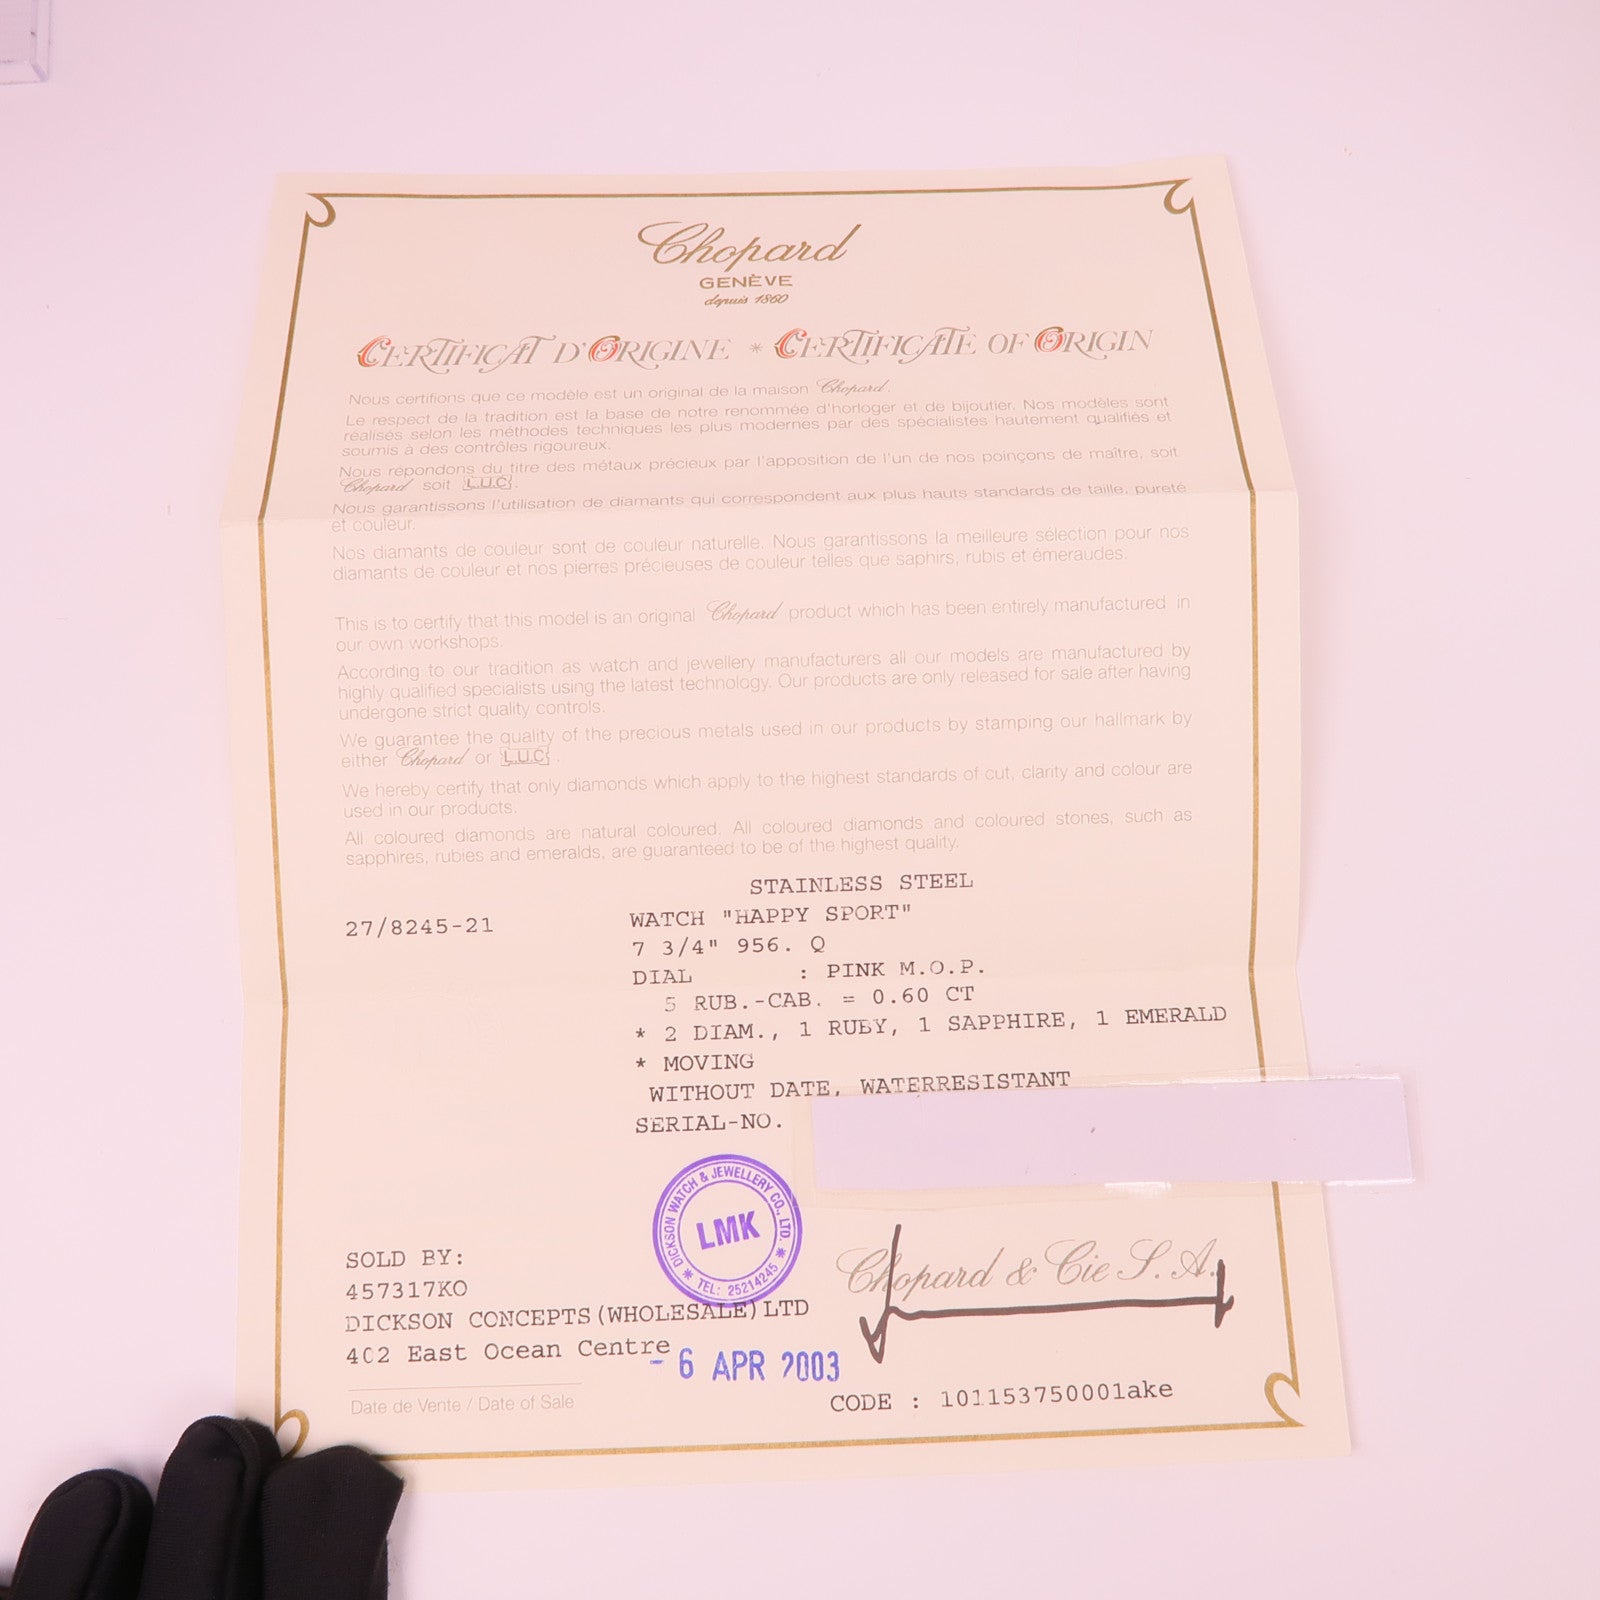 Chopard
GENÈVE
depuis 1860
CERTIFICAT D'ORIGINE * CERTIFICATE OF ORIGIN
Nous certifions que ce modèle est un original de la maison Chopard.
Le respect de la tradition est la base de notre renommée d'horloger et de bijoutier. Nos modèles sont
réalisés selon les méthodes techniques les plus modernes par des spécialistes hautement qualifiés et
soumis à des contrôles rigoureux.
Nous répondons du titre des métaux précieux par l'apposition de l'un de nos poinçons de maître, soit
Chopard soit L.U.C.
Nous garantissons l'utilisation de diamants qui correspondent aux plus hauts standards de taille, pureté
et couleur.
Nos diamants de couleur sont de couleur naturelle. Nous garantissons la meilleure sélection pour nos
diamants de couleur et nos pierres précieuses de couleur telles que saphirs, rubis et émeraudes.
This is to certify that this model is an original Chopard product which has been entirely manufactured in
our own workshops.
According to our tradition as watch and jewellery manufacturers all our models are manufactured by
highly qualified specialists using the latest technology. Our products are only released for sale after having
undergone strict quality controls.
We guarantee the quality of the precious metals used in our products by stamping our hallmark by
either Chopard or L.U.C.
We hereby certify that only diamonds which apply to the highest standards of cut, clarity and colour are
used in our products.
All coloured diamonds are natural coloured. All coloured diamonds and coloured stones, such as
sapphires, rubies and emeralds, are guaranteed to be of the highest quality.
STAINLESS STEEL
27/8245-21 WATCH "HAPPY SPORT"
7 3/4" 956. Q
DIAL : PINK M.O.P.
5 RUB.-CAB. = 0.60 CT
* 2 DIAM., 1 RUBY, 1 SAPPHIRE, 1 EMERALD
* MOVING
WITHOUT DATE, WATERRESISTANT
SERIAL-NO.
DICKSON WATCH & JEWELLERY CO., LTD.
LMK
* TEL: 25214245 *
Chopard & Cie S.A.
SOLD BY:
457317KO
DICKSON CONCEPTS(WHOLESALE)LTD
402 East Ocean Centre
- 6 APR 2003
Date de Vente / Date of Sale
CODE : 101153750001ake